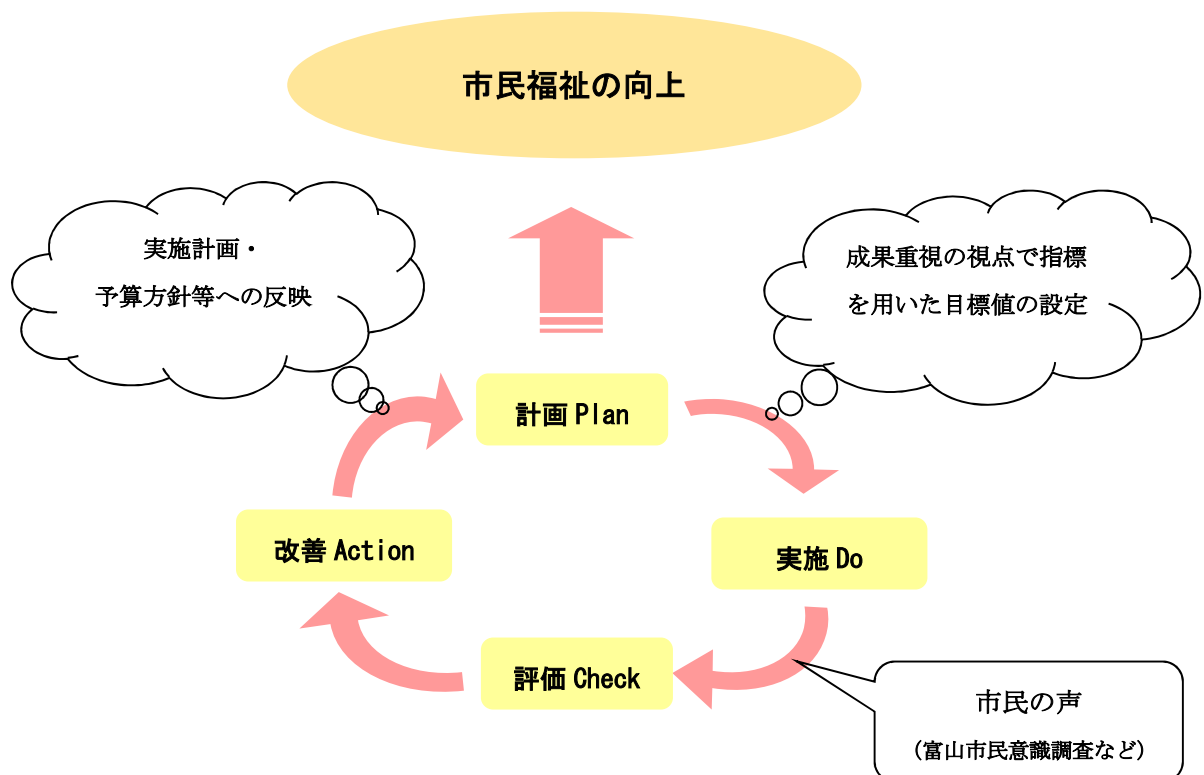 市民福祉の向上
実施計画・
予算方針等への反映
成果重視の視点で指標
を用いた目標値の設定
計画 Plan
改善 Action
実施 Do
評価 Check
市民の声
（富山市民意識調査など）